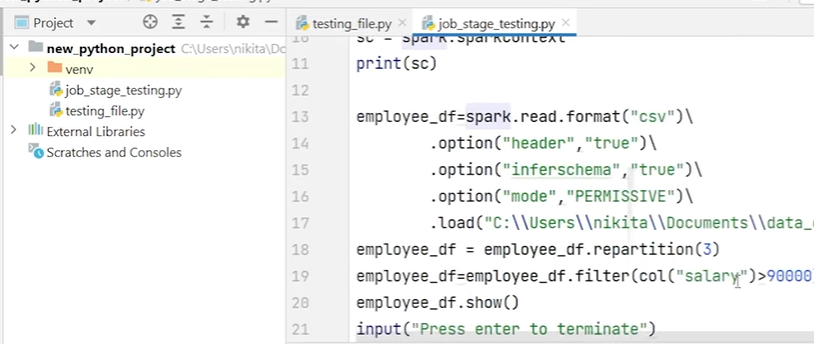 Project
new_python_project C:\Users\nikita\Do
venv
job_stage_testing.py
testing_file.py
External Libraries
Scratches and Consoles
testing_file.py
job_stage_testing.py
10 sc = spark.sparkContext
11 print(sc)
12
13 employee_df=spark.read.format("csv")\
14 .option("header","true")\
15 .option("inferschema","true")\
16 .option("mode","PERMISSIVE")\
17 .load("C:\\Users\\nikita\\Documents\\data_
18 employee_df = employee_df.repartition(3)
19 employee_df=employee_df.filter(col("salary")>90000)
20 employee_df.show()
21 input("Press enter to terminate")